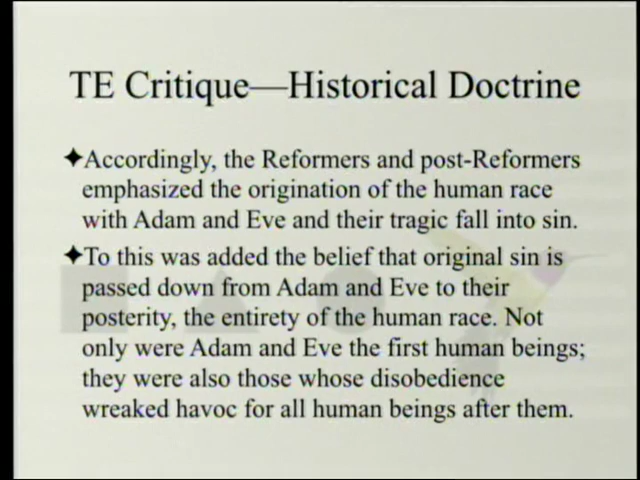 TE Critique—Historical Doctrine
✦Accordingly, the Reformers and post-Reformers
emphasized the origination of the human race
with Adam and Eve and their tragic fall into sin.
✦To this was added the belief that original sin is
passed down from Adam and Eve to their
posterity, the entirety of the human race. Not
only were Adam and Eve the first human beings;
they were also those whose disobedience
wreaked havoc for all human beings after them.